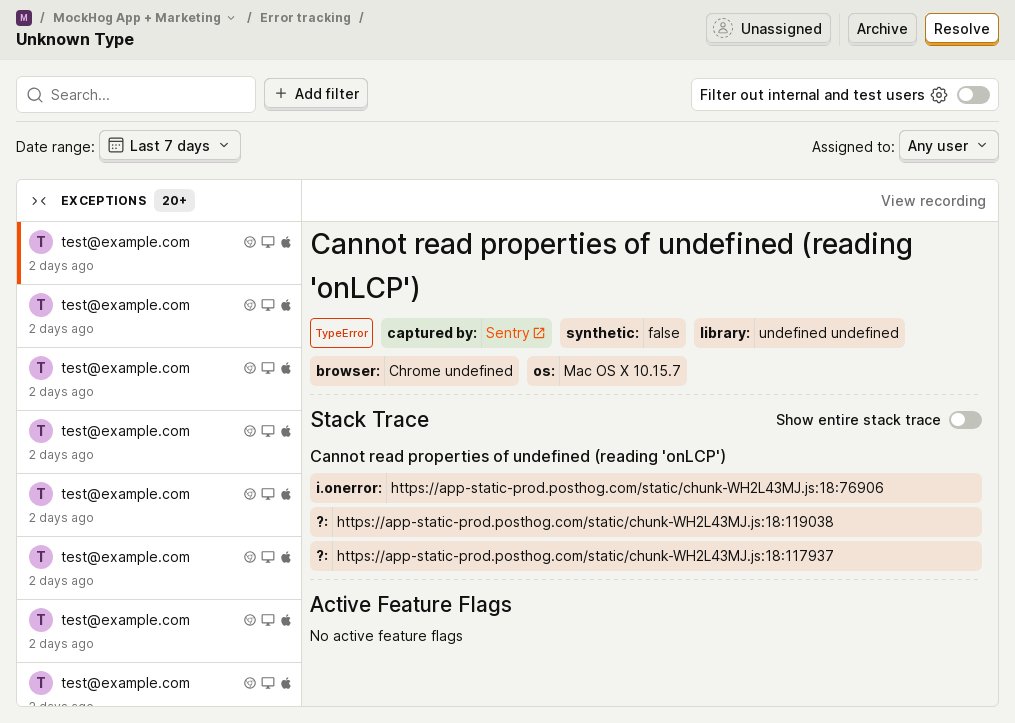 M / MockHog App + Marketing / Error tracking /
Unknown Type
Unassigned
Archive
Resolve
Search...
Add filter
Filter out internal and test users
Date range: Last 7 days
Assigned to: Any user
EXCEPTIONS 20+
View recording
T test@example.com
2 days ago
T test@example.com
2 days ago
T test@example.com
2 days ago
T test@example.com
2 days ago
T test@example.com
2 days ago
T test@example.com
2 days ago
T test@example.com
2 days ago
T test@example.com
2 days ago
Cannot read properties of undefined (reading
'onLCP')
TypeError captured by: Sentry synthetic: false library: undefined undefined
browser: Chrome undefined os: Mac OS X 10.15.7
Stack Trace
Show entire stack trace
Cannot read properties of undefined (reading 'onLCP')
i.onerror: https://app-static-prod.posthog.com/static/chunk-WH2L43MJ.js:18:76906
?: https://app-static-prod.posthog.com/static/chunk-WH2L43MJ.js:18:119038
?: https://app-static-prod.posthog.com/static/chunk-WH2L43MJ.js:18:117937
Active Feature Flags
No active feature flags